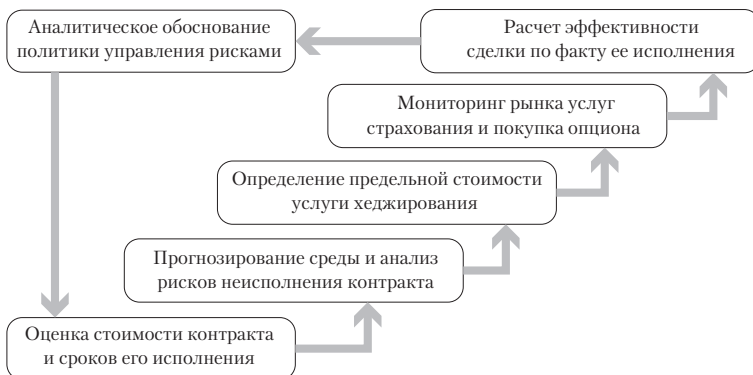 Аналитическое обоснование
политики управления рисками
Расчет эффективности
сделки по факту ее исполнения
Мониторинг рынка услуг
страхования и покупка опциона
Определение предельной стоимости
услуги хеджирования
Прогнозирование среды и анализ
рисков неисполнения контракта
Оценка стоимости контракта
и сроков его исполнения